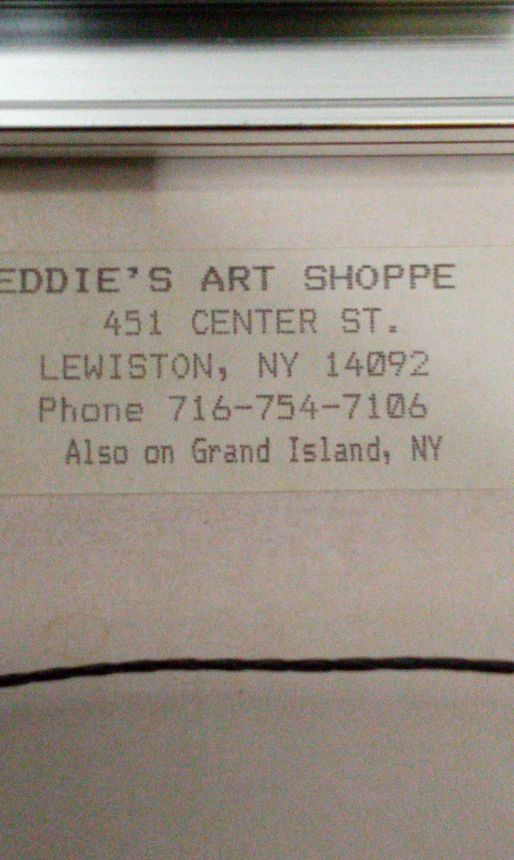 EDDIE'S ART SHOPPE
451 CENTER ST.
LEWISTON, NY 14092
Phone 716-754-7106
Also on Grand Island, NY